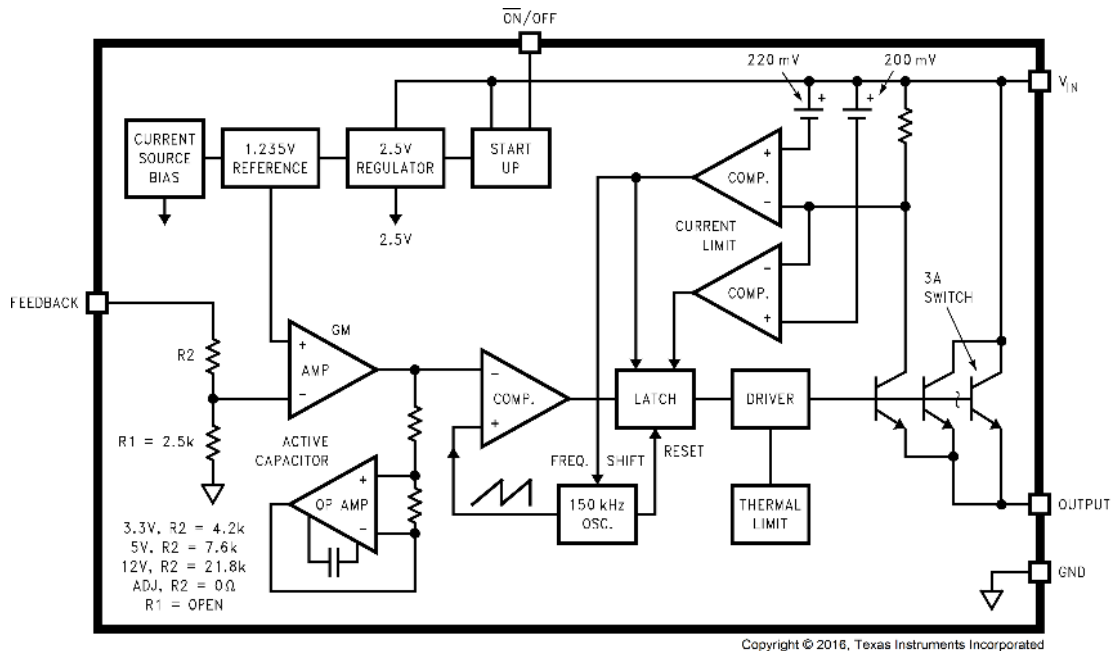 ON/OFF
220 mV
200 mV
VIN
CURRENT
SOURCE
BIAS
1.235V
REFERENCE
2.5V
REGULATOR
START
UP
2.5V
+
+
+
COMP.
−
CURRENT
LIMIT
−
COMP.
+
3A
SWITCH
FEEDBACK
R2
R1 = 2.5k
GM
+
AMP
−
−
COMP.
+
LATCH
DRIVER
ACTIVE
CAPACITOR
+
OP AMP
−
FREQ. SHIFT
RESET
150 kHz
OSC.
THERMAL
LIMIT
OUTPUT
GND
3.3V, R2 = 4.2k
5V, R2 = 7.6k
12V, R2 = 21.8k
ADJ, R2 = 0Ω
R1 = OPEN
Copyright © 2016, Texas Instruments Incorporated